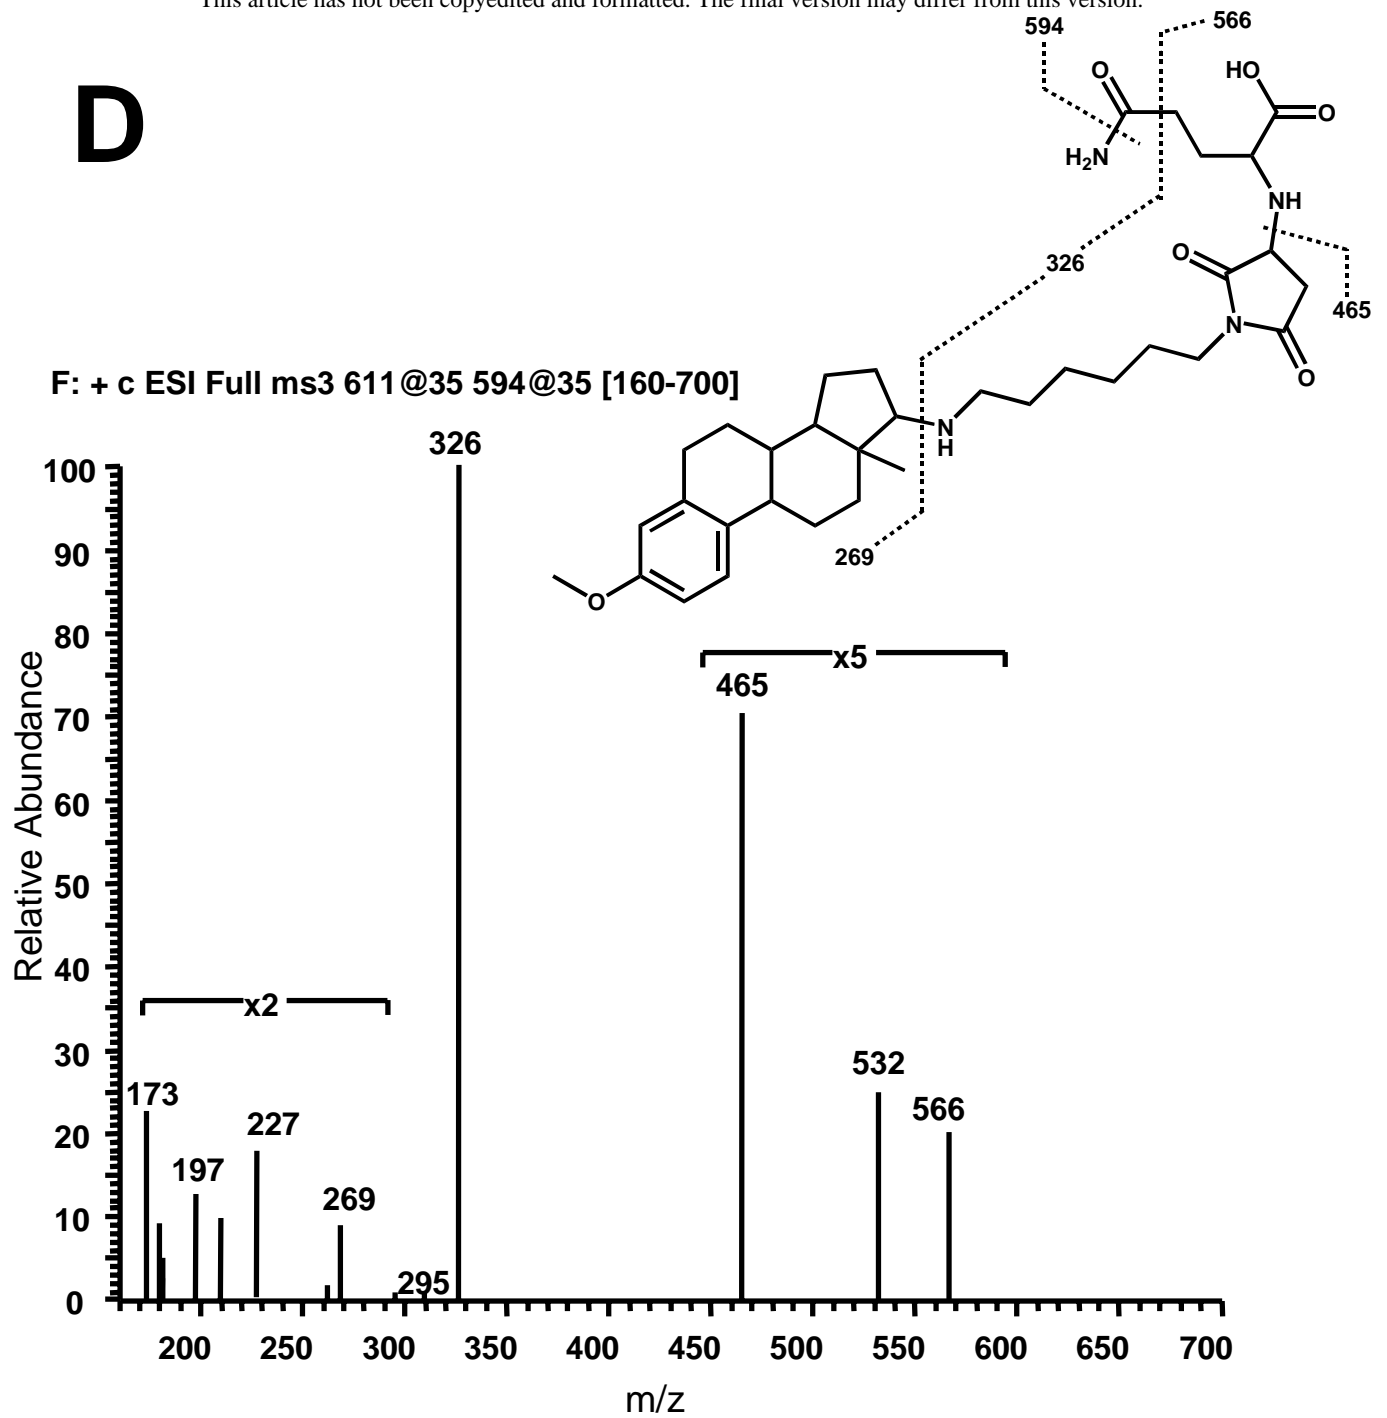 This article has not been copyedited and formatted. The final version may differ from this version.
D
594
566
O
HO
O
H2N
NH
O
326
465
N
O
F: + c ESI Full ms3 611@35 594@35 [160-700]
N
H
269
O
326
x5
465
x2
173
227
197
269
295
532
566
100
90
80
70
60
50
40
30
20
10
0
Relative Abundance
200 250 300 350 400 450 500 550 600 650 700
m/z